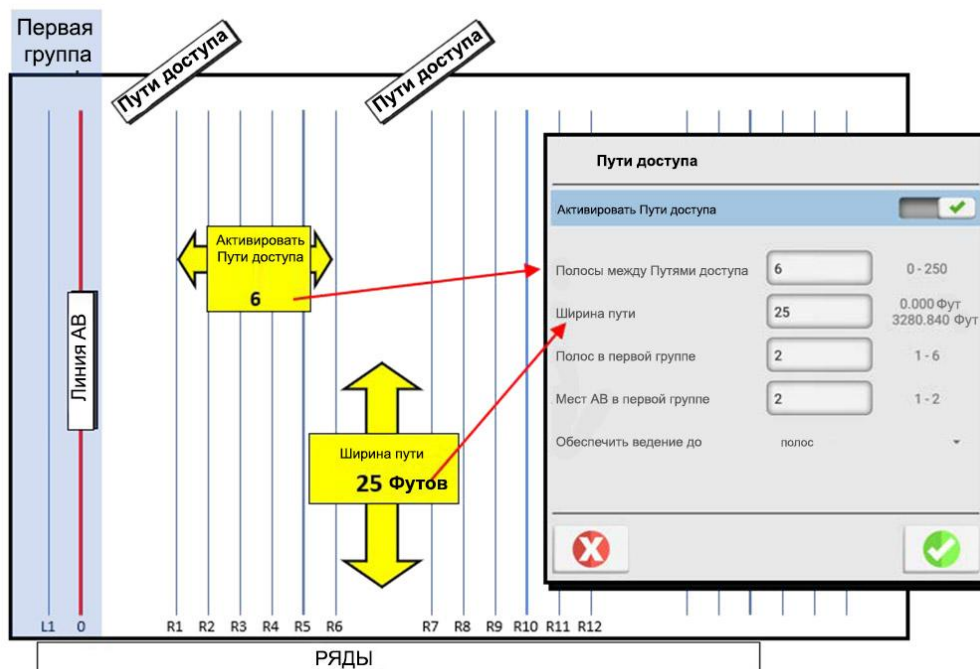 Первая
группа
Пути доступа
Пути доступа
Линия АВ
Активировать
Пути доступа
6
Ширина пути
25 Футов
Пути доступа
Активировать Пути доступа
Полосы между Путями доступа 6 0 - 250
Ширина пути 25 0.000 Фут
3280.840 Фут
Полос в первой группе 2 1 - 6
Мест АВ в первой группе 2 1 - 2
Обеспечить ведение до полос
L1 0 R1 R2 R3 R4 R5 R6 R7 R8 R9 R10 R11 R12
РЯДЫ